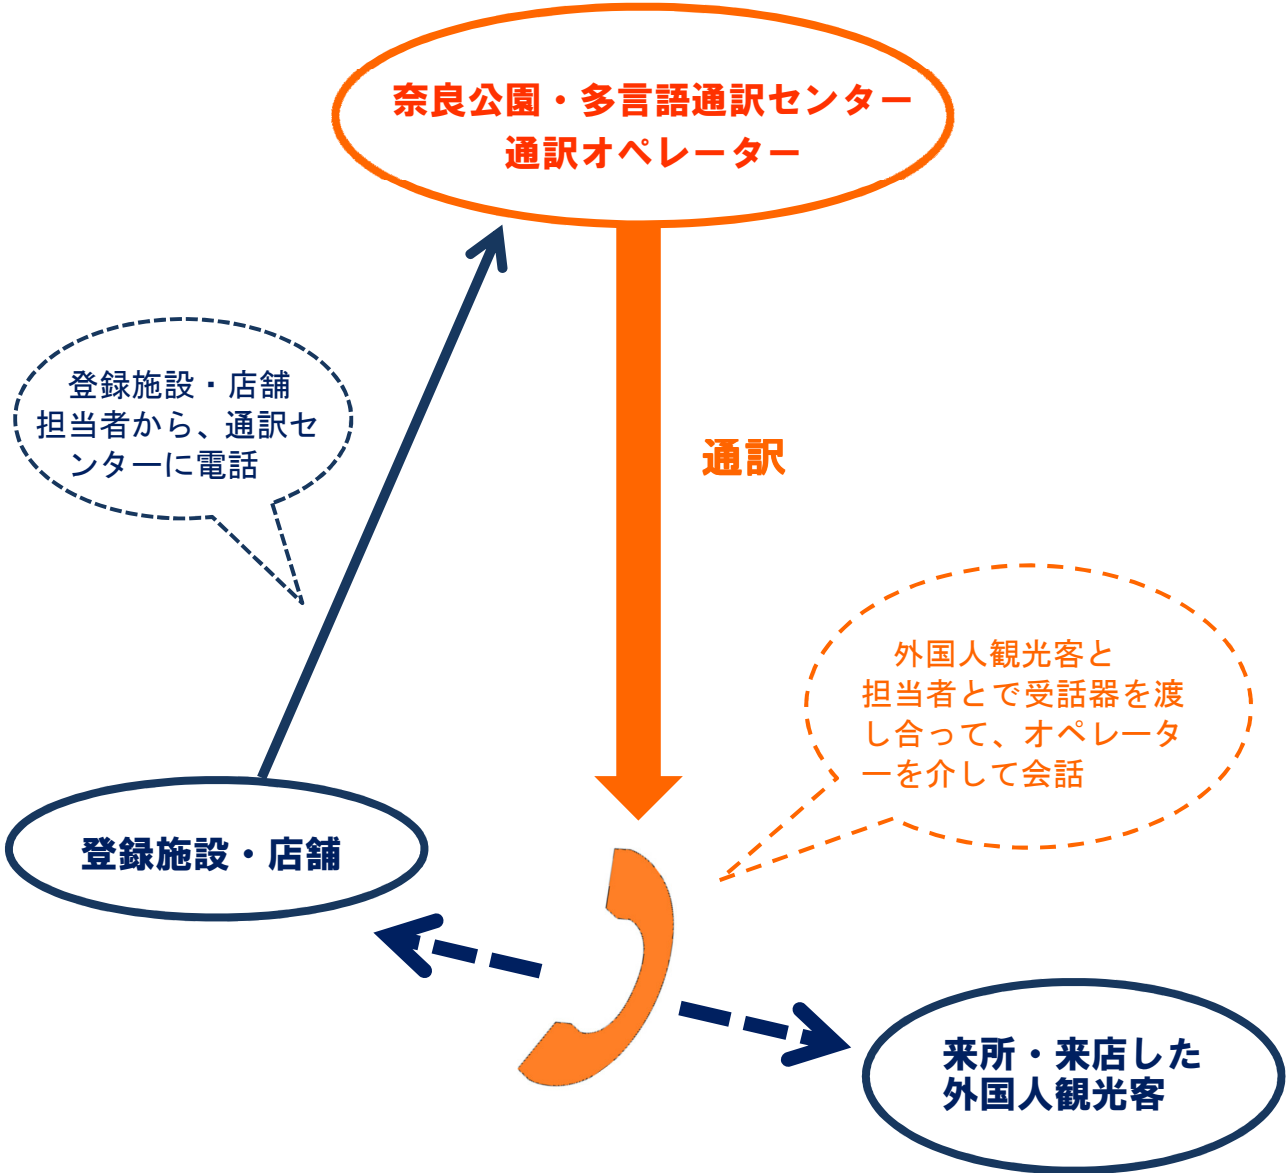 奈良公園・多言語通訳センター
通訳オペレーター
登録施設・店舗
担当者から、通訳セ
ンターに電話
通訳
外国人観光客と
担当者とで受話器を渡
し合って、オペレータ
ーを介して会話
登録施設・店舗
来所・来店した
外国人観光客